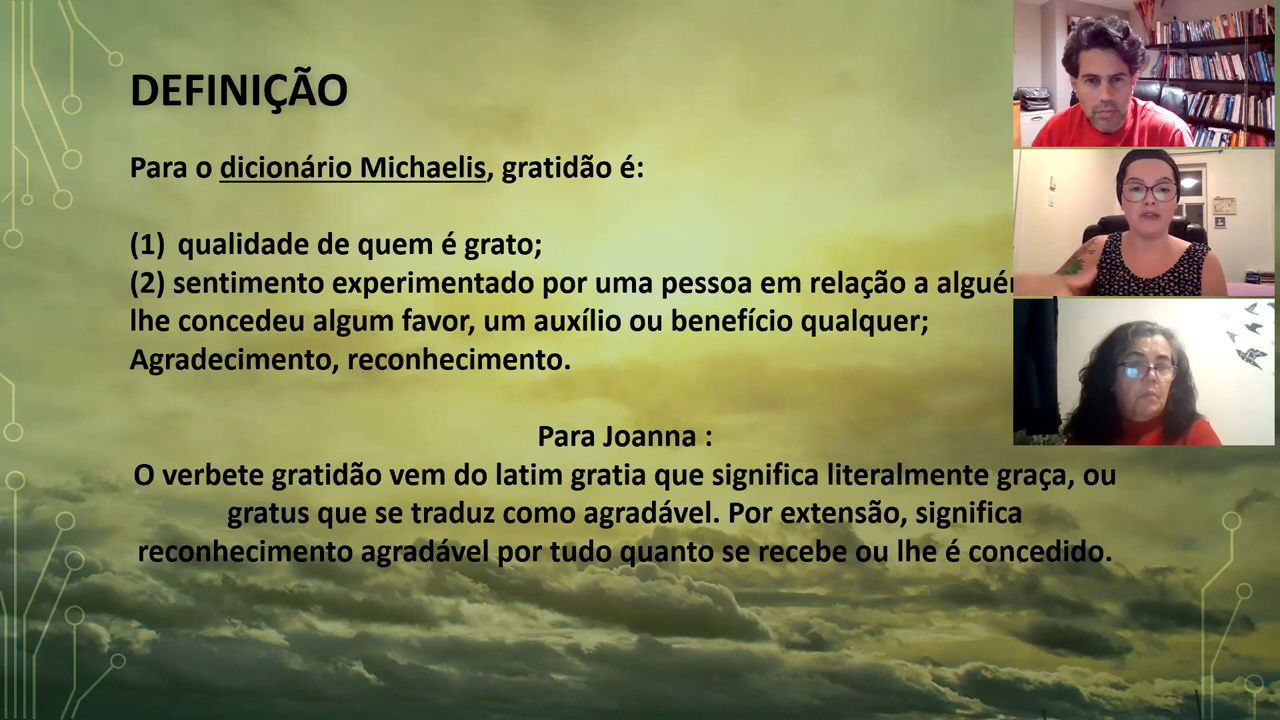 DEFINIÇÃO
Para o dicionário Michaelis, gratidão é:
(1) qualidade de quem é grato;
(2) sentimento experimentado por uma pessoa em relação a
lhe concedeu algum favor, um auxílio ou benefício qualquer;
Agradecimento, reconhecimento.
Para Joanna :
O verbete gratidão vem do latim gratia que significa literalmente graça, ou
gratus que se traduz como agradável. Por extensão, significa
reconhecimento agradável por tudo quanto se recebe ou lhe é concedido.